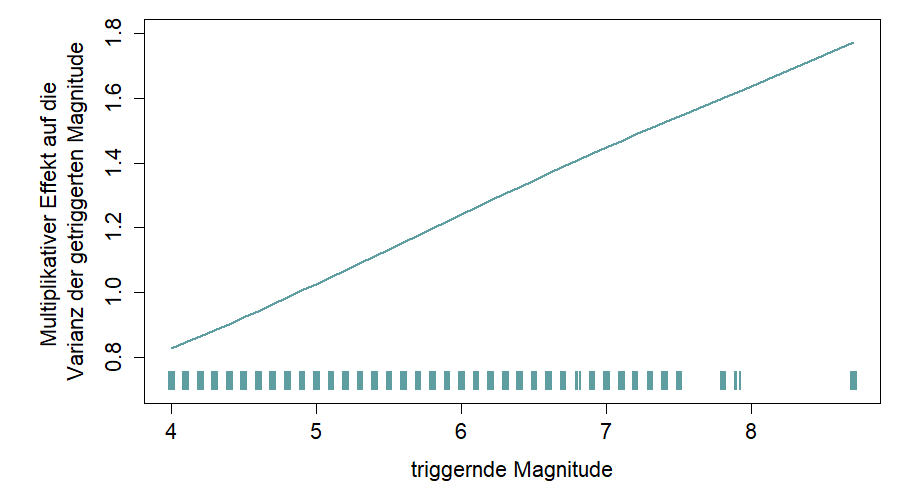 Multiplikativer Effekt auf die
Varianz der getriggerten Magnitude
1.8
1.6
1.4
1.2
1.0
0.8
4 5 6 7 8
triggernde Magnitude